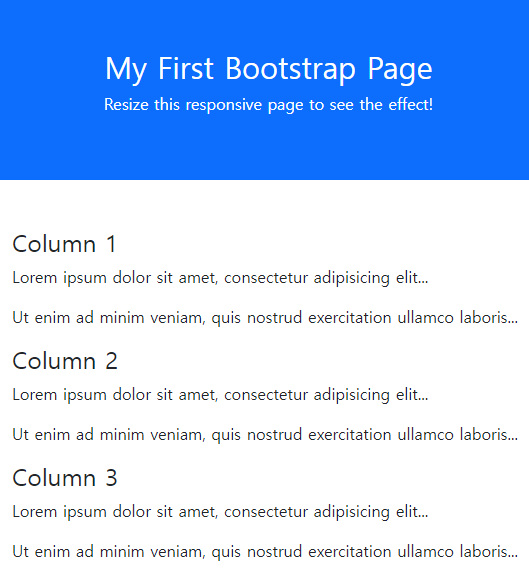 My First Bootstrap Page
Resize this responsive page to see the effect!
Column 1
Lorem ipsum dolor sit amet, consectetur adipisicing elit...
Ut enim ad minim veniam, quis nostrud exercitation ullamco laboris...
Column 2
Lorem ipsum dolor sit amet, consectetur adipisicing elit...
Ut enim ad minim veniam, quis nostrud exercitation ullamco laboris...
Column 3
Lorem ipsum dolor sit amet, consectetur adipisicing elit...
Ut enim ad minim veniam, quis nostrud exercitation ullamco laboris...